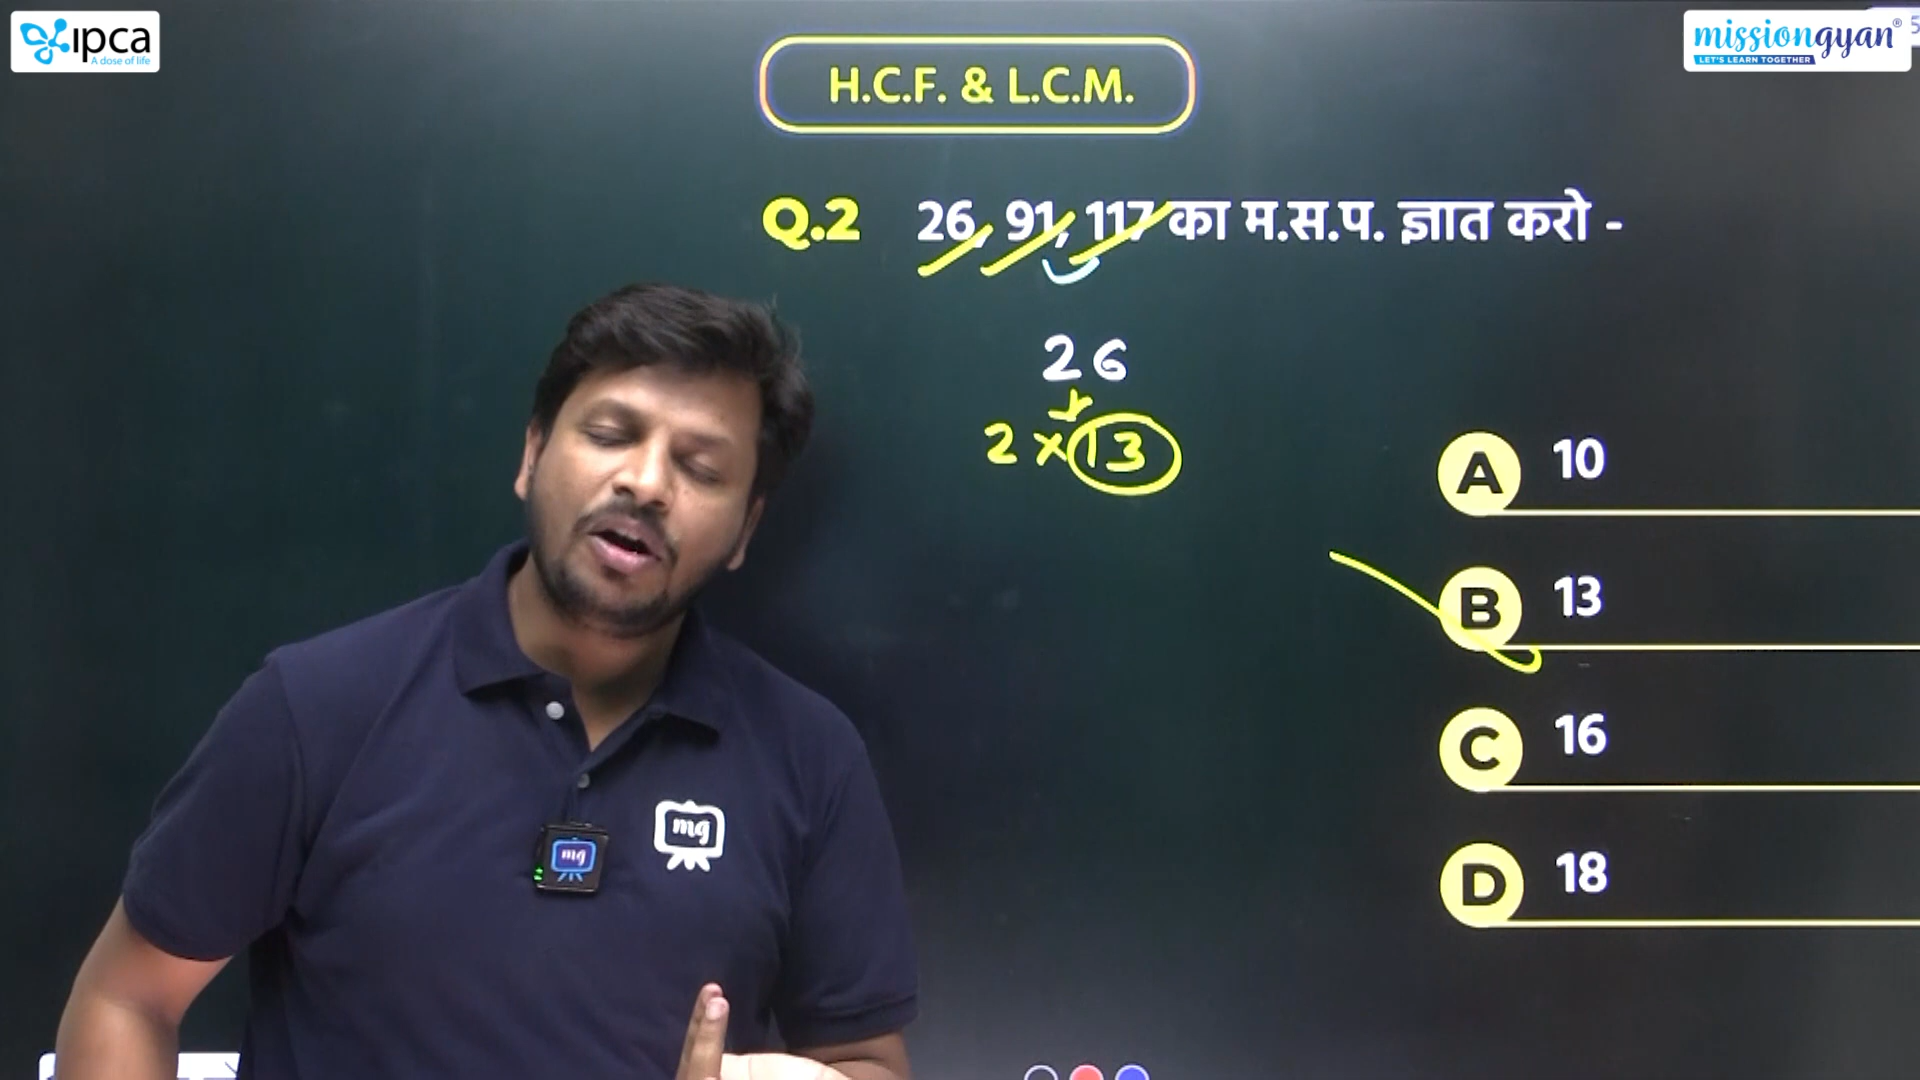 ipca
A dose of life
missiongyan®
LET'S LEARN TOGETHER
5
H.C.F. & L.C.M.
Q.2 26, 91, 117 का म.स.प. ज्ञात करो -
26
2 × 13
A 10
B 13
C 16
D 18
mg
mg